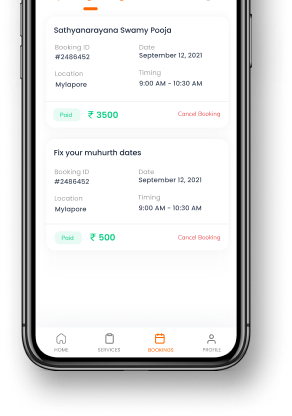 Sathyanarayana Swamy Pooja
Booking ID Date
#2486452 September 12, 2021
Location Timing
Mylapore 9:00 AM - 10:30 AM
Paid ₹ 3500 Cancel Booking
Fix your muhurth dates
Booking ID Date
#2486452 September 12, 2021
Location Timing
Mylapore 9:00 AM - 10:30 AM
Paid ₹ 500 Cancel Booking
HOME SERVICES BOOKINGS PROFILE